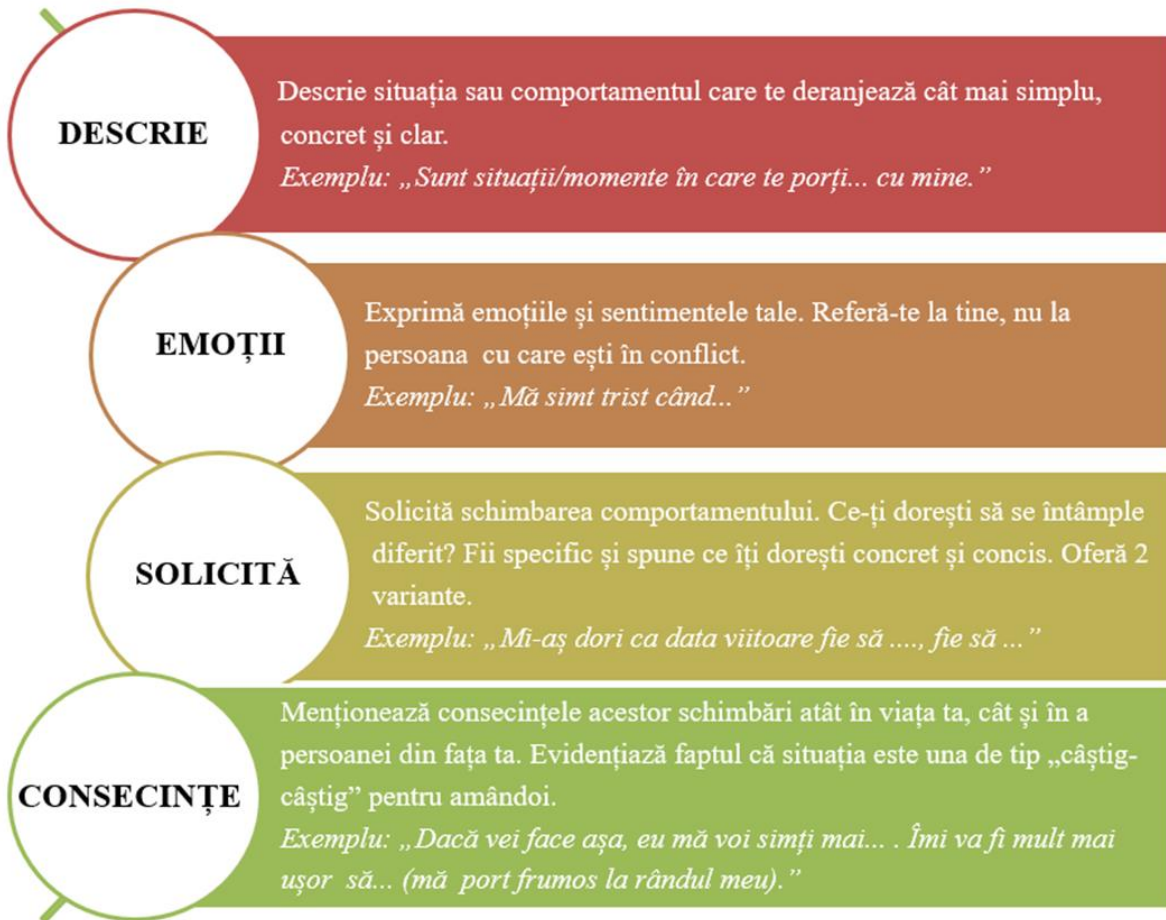 DESCRIE
Descrie situația sau comportamentul care te deranjează cât mai simplu,
concret și clar.
Exemplu: „Sunt situații/momente în care te porți... cu mine.”
EMOȚII
Exprimă emoțiile și sentimentele tale. Referă-te la tine, nu la
persoana cu care ești în conflict.
Exemplu: „Mă simt trist când...”
SOLICITĂ
Solicită schimbarea comportamentului. Ce-ți dorești să se întâmple
diferit? Fii specific și spune ce îți dorești concret și concis. Oferă 2
variante.
Exemplu: „Mi-aș dori ca data viitoare fie să ...., fie să ...”
CONSECINȚE
Menționează consecințele acestor schimbări atât în viața ta, cât și în a
persoanei din fața ta. Evidențiază faptul că situația este una de tip „câștig-
câștig” pentru amândoi.
Exemplu: „Dacă vei face așa, eu mă voi simți mai... . Îmi va fi mult mai
ușor să... (mă port frumos la rândul meu).”